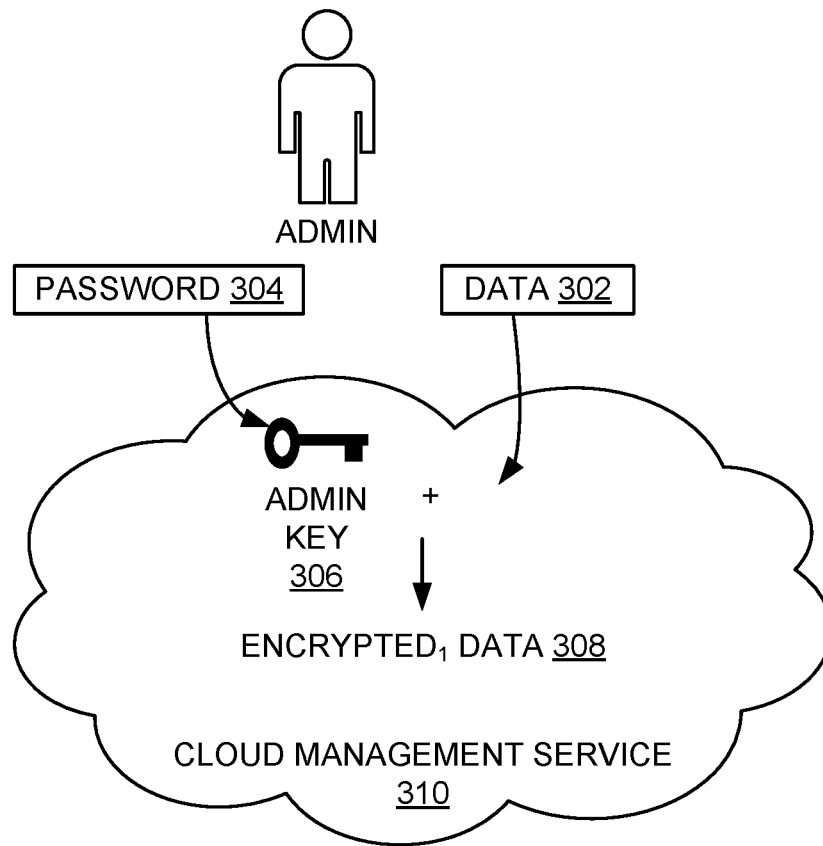 ADMIN
PASSWORD 304
DATA 302
ADMIN
KEY
306
+
ENCRYPTED₁ DATA 308
CLOUD MANAGEMENT SERVICE
310